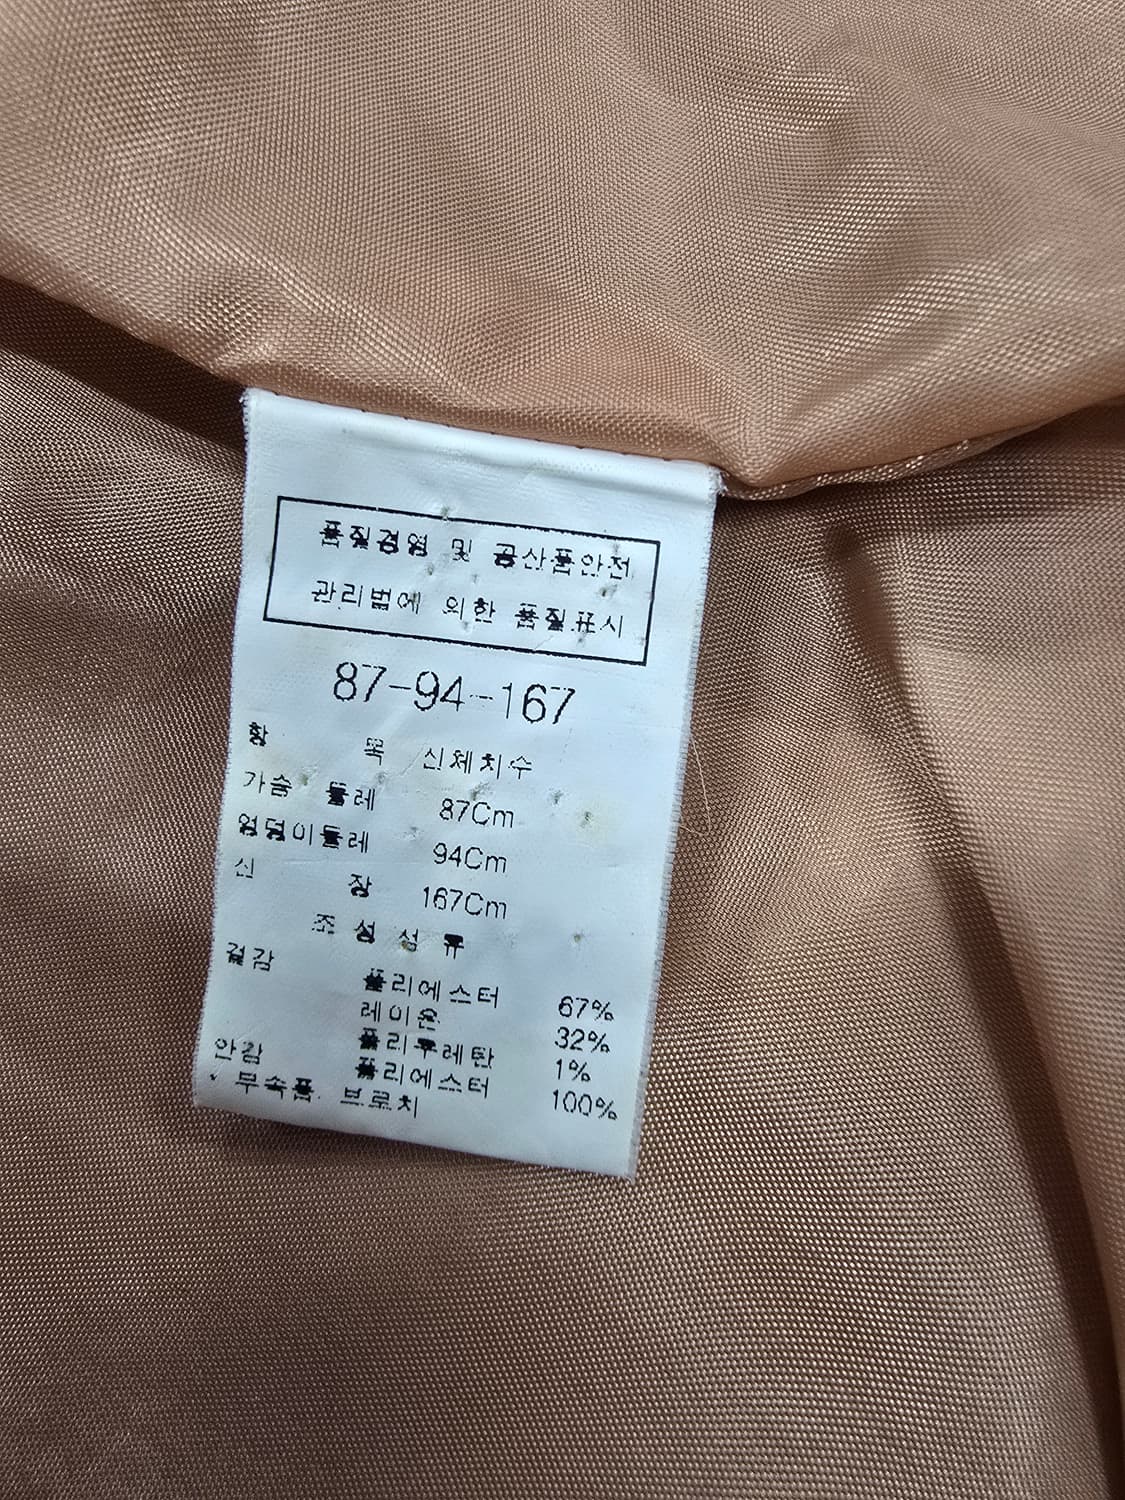 품질경영 및 공산품안전
관리법에 의한 품질표시
87-94-167
항 목 신체치수
가슴 둘레 87Cm
엉덩이둘레 94Cm
신 장 167Cm
조성섬유
겉감 폴리에스터 67%
레이온 32%
폴리우레탄 1%
안감 폴리에스터 100%
부속품 브로치